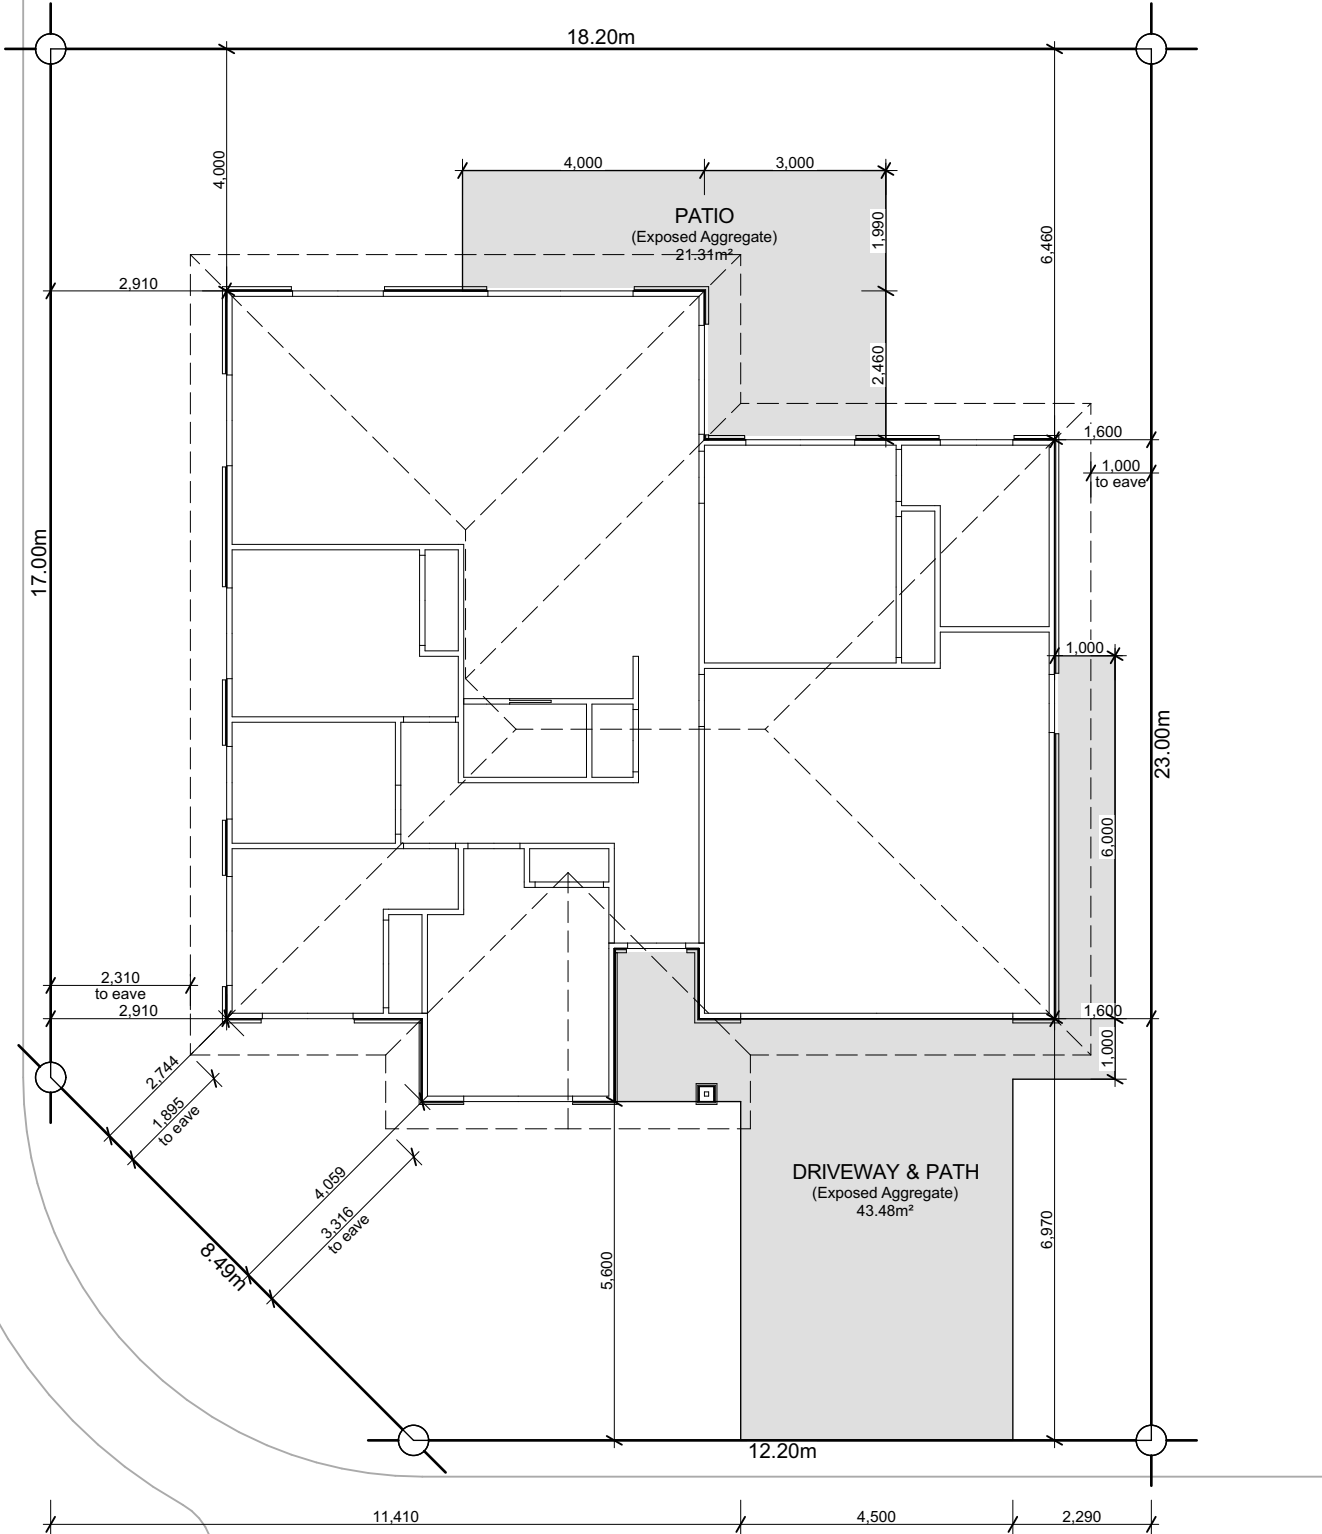 18.20m
4,000
3,000
4,000
PATIO
(Exposed Aggregate)
21.31m²
1,990
6,460
2,910
2,460
1,600
1,000
to eave
17.00m
1,000
23.00m
6,000
2,310
to eave
2,910
1,600
1,000
2,744
1,895
to eave
4,059
3,316
to eave
DRIVEWAY & PATH
(Exposed Aggregate)
43.48m²
6,970
8.49m
5,600
12.20m
11,410
4,500
2,290